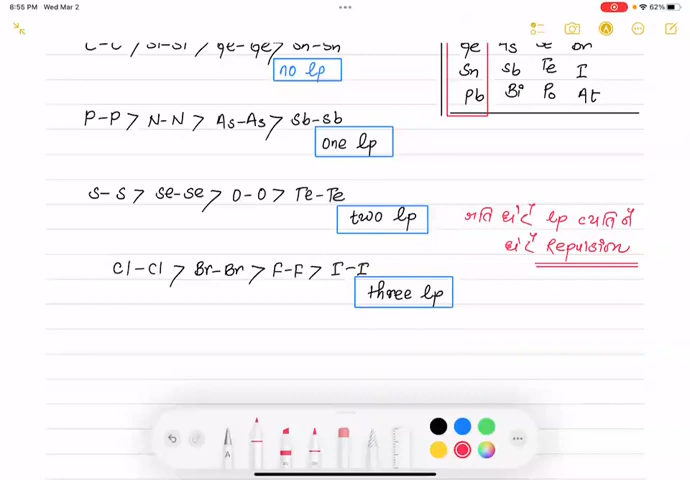 8:55 PM Wed Mar 2
62%
C-C > Si-Si > Ge-Ge > Sn-Sn
no lp
Ge As Se Br
Sn Sb Te I
Pb Bi Po At
P-P > N-N > As-As > Sb-Sb
one lp
S-S > Se-Se > O-O > Te-Te
two lp
lp
Repulsion
Cl-Cl > Br-Br > F-F > I-I
three lp
A